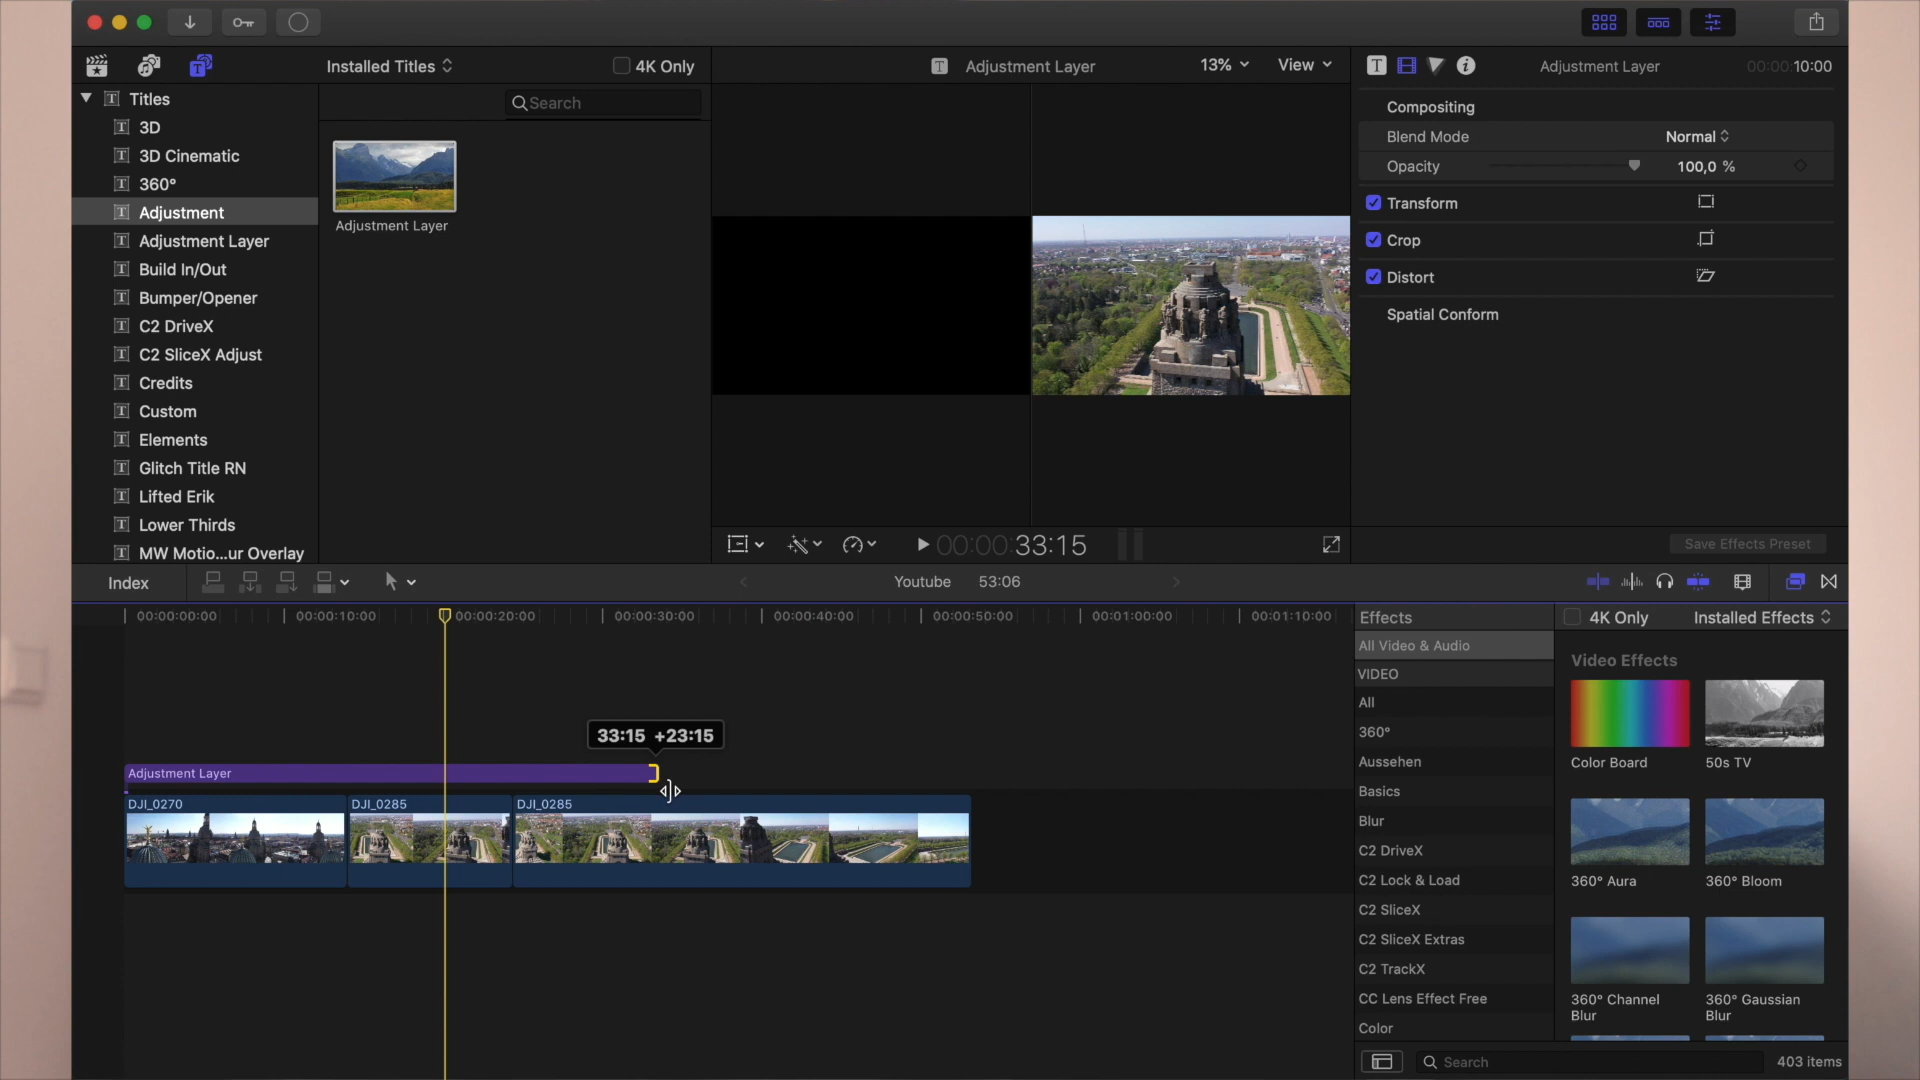 Installed Titles
4K Only
Adjustment Layer
13%
View
Adjustment Layer
00:00:10:00
Titles
3D
3D Cinematic
360°
Adjustment
Adjustment Layer
Build In/Out
Bumper/Opener
C2 DriveX
C2 SliceX Adjust
Credits
Custom
Elements
Glitch Title RN
Lifted Erik
Lower Thirds
MW Motio...ur Overlay
Search
Adjustment Layer
Compositing
Blend Mode
Normal
Opacity
100,0 %
Transform
Crop
Distort
Spatial Conform
00:00:33:15
Save Effects Preset
Index
Youtube
53:06
00:00:00:00
00:00:10:00
00:00:20:00
00:00:30:00
00:00:40:00
00:00:50:00
00:01:00:00
00:01:10:00
33:15 +23:15
Adjustment Layer
DJI_0270
DJI_0285
DJI_0285
Effects
4K Only
Installed Effects
All Video & Audio
VIDEO
All
360°
Aussehen
Basics
Blur
C2 DriveX
C2 Lock & Load
C2 SliceX
C2 SliceX Extras
C2 TrackX
CC Lens Effect Free
Color
Video Effects
Color Board
50s TV
360° Aura
360° Bloom
360° Channel
Blur
360° Gaussian
Blur
Search
403 items